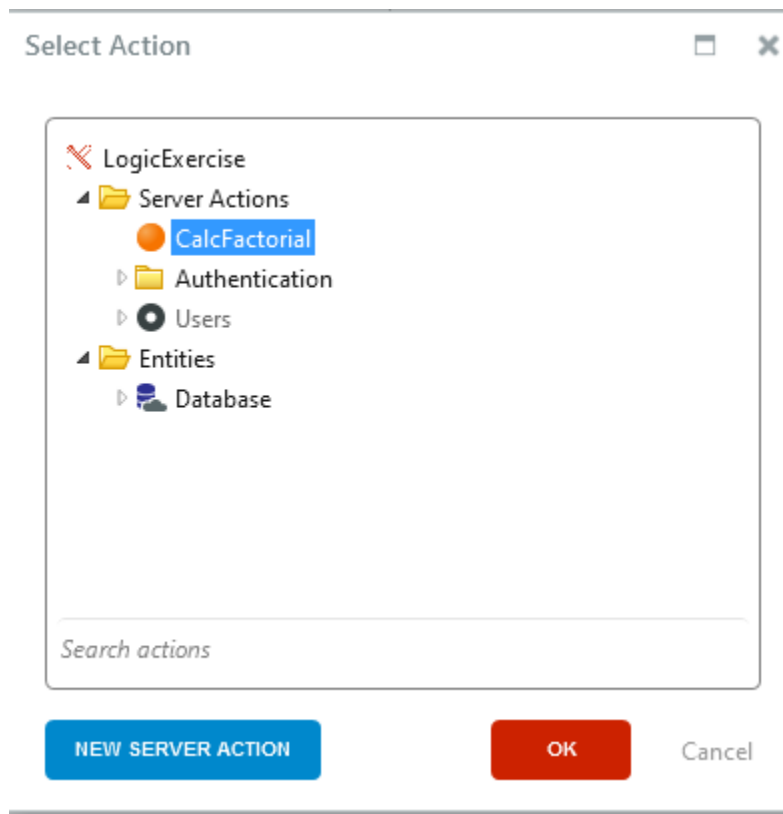 Select Action
LogicExercise
Server Actions
CalcFactorial
Authentication
Users
Entities
Database
Search actions
NEW SERVER ACTION
OK
Cancel